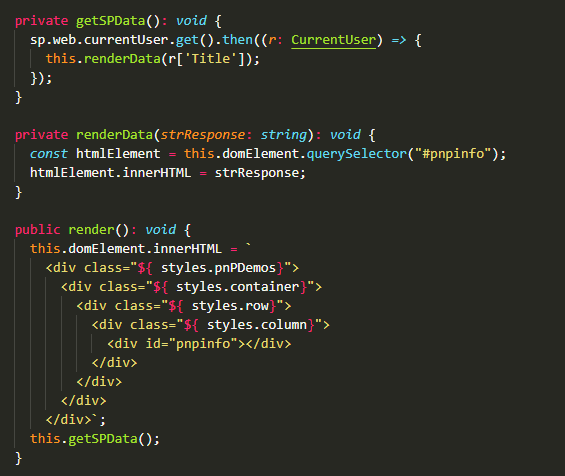 private getSPData(): void {
  sp.web.currentUser.get().then((r: CurrentUser) => {
    this.renderData(r['Title']);
  });
}

private renderData(strResponse: string): void {
  const htmlElement = this.domElement.querySelector("#pnpinfo");
  htmlElement.innerHTML = strResponse;
}

public render(): void {
  this.domElement.innerHTML = `
    <div class="${ styles.pnPDemos}">
      <div class="${ styles.container}">
        <div class="${ styles.row}">
          <div class="${ styles.column}">
            <div id="pnpinfo"></div>
          </div>
        </div>
      </div>
    </div>`;
  this.getSPData();
}